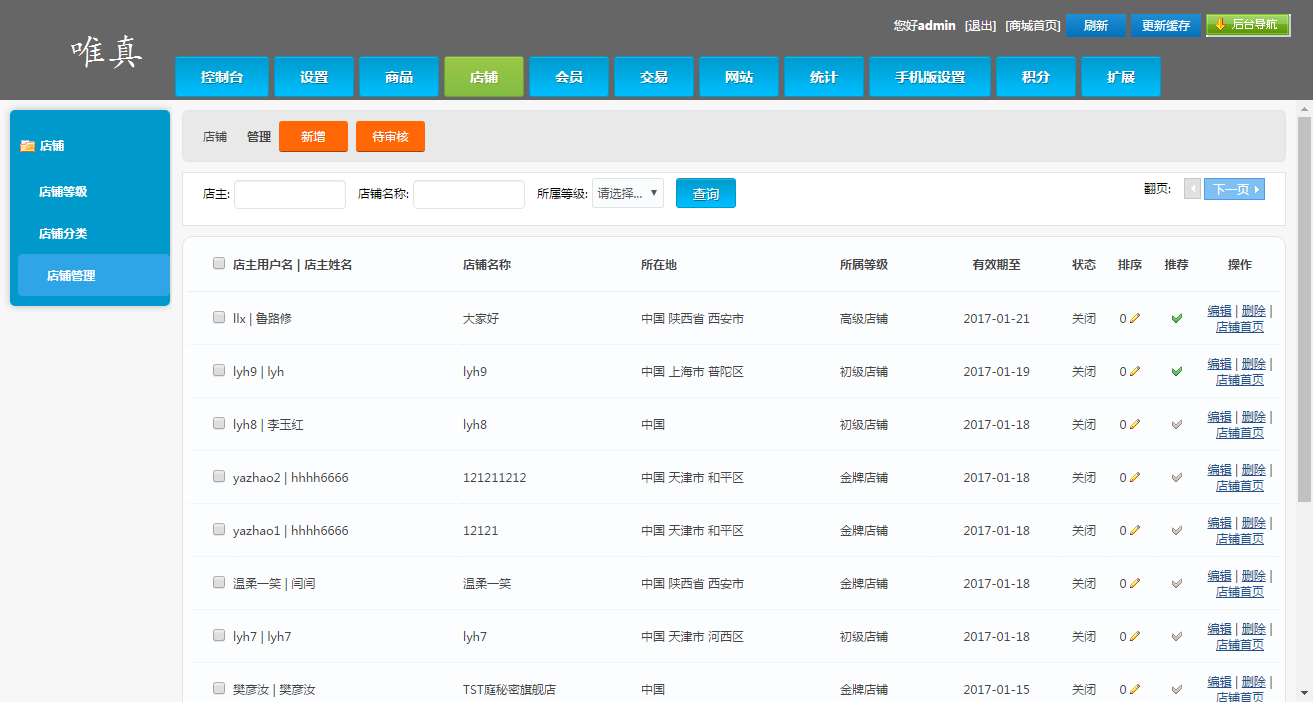 唯真
您好admin [退出] [商城首页] 刷新 更新缓存 后台导航
控制台 设置 商品 店铺 会员 交易 网站 统计 手机版设置 积分 扩展
店铺
店铺等级
店铺分类
店铺管理
店铺 管理 新增 待审核
店主: 店铺名称: 所属等级: 请选择... 查询 翻页: 下一页
店主用户名 | 店主姓名 店铺名称 所在地 所属等级 有效期至 状态 排序 推荐 操作
llx | 鲁路修 大家好 中国 陕西省 西安市 高级店铺 2017-01-21 关闭 0 编辑 | 删除 |
店铺首页
lyh9 | lyh lyh9 中国 上海市 普陀区 初级店铺 2017-01-19 关闭 0 编辑 | 删除 |
店铺首页
lyh8 | 李玉红 lyh8 中国 初级店铺 2017-01-18 关闭 0 编辑 | 删除 |
店铺首页
yazhao2 | hhhh6666 121211212 中国 天津市 和平区 金牌店铺 2017-01-18 关闭 0 编辑 | 删除 |
店铺首页
yazhao1 | hhhh6666 12121 中国 天津市 和平区 金牌店铺 2017-01-18 关闭 0 编辑 | 删除 |
店铺首页
温柔一笑 | 闫闫 温柔一笑 中国 陕西省 西安市 金牌店铺 2017-01-18 关闭 0 编辑 | 删除 |
店铺首页
lyh7 | lyh7 lyh7 中国 天津市 河西区 初级店铺 2017-01-18 关闭 0 编辑 | 删除 |
店铺首页
樊彦汝 | 樊彦汝 TST庭秘密旗舰店 中国 金牌店铺 2017-01-15 关闭 0 编辑 | 删除 |
店铺首页